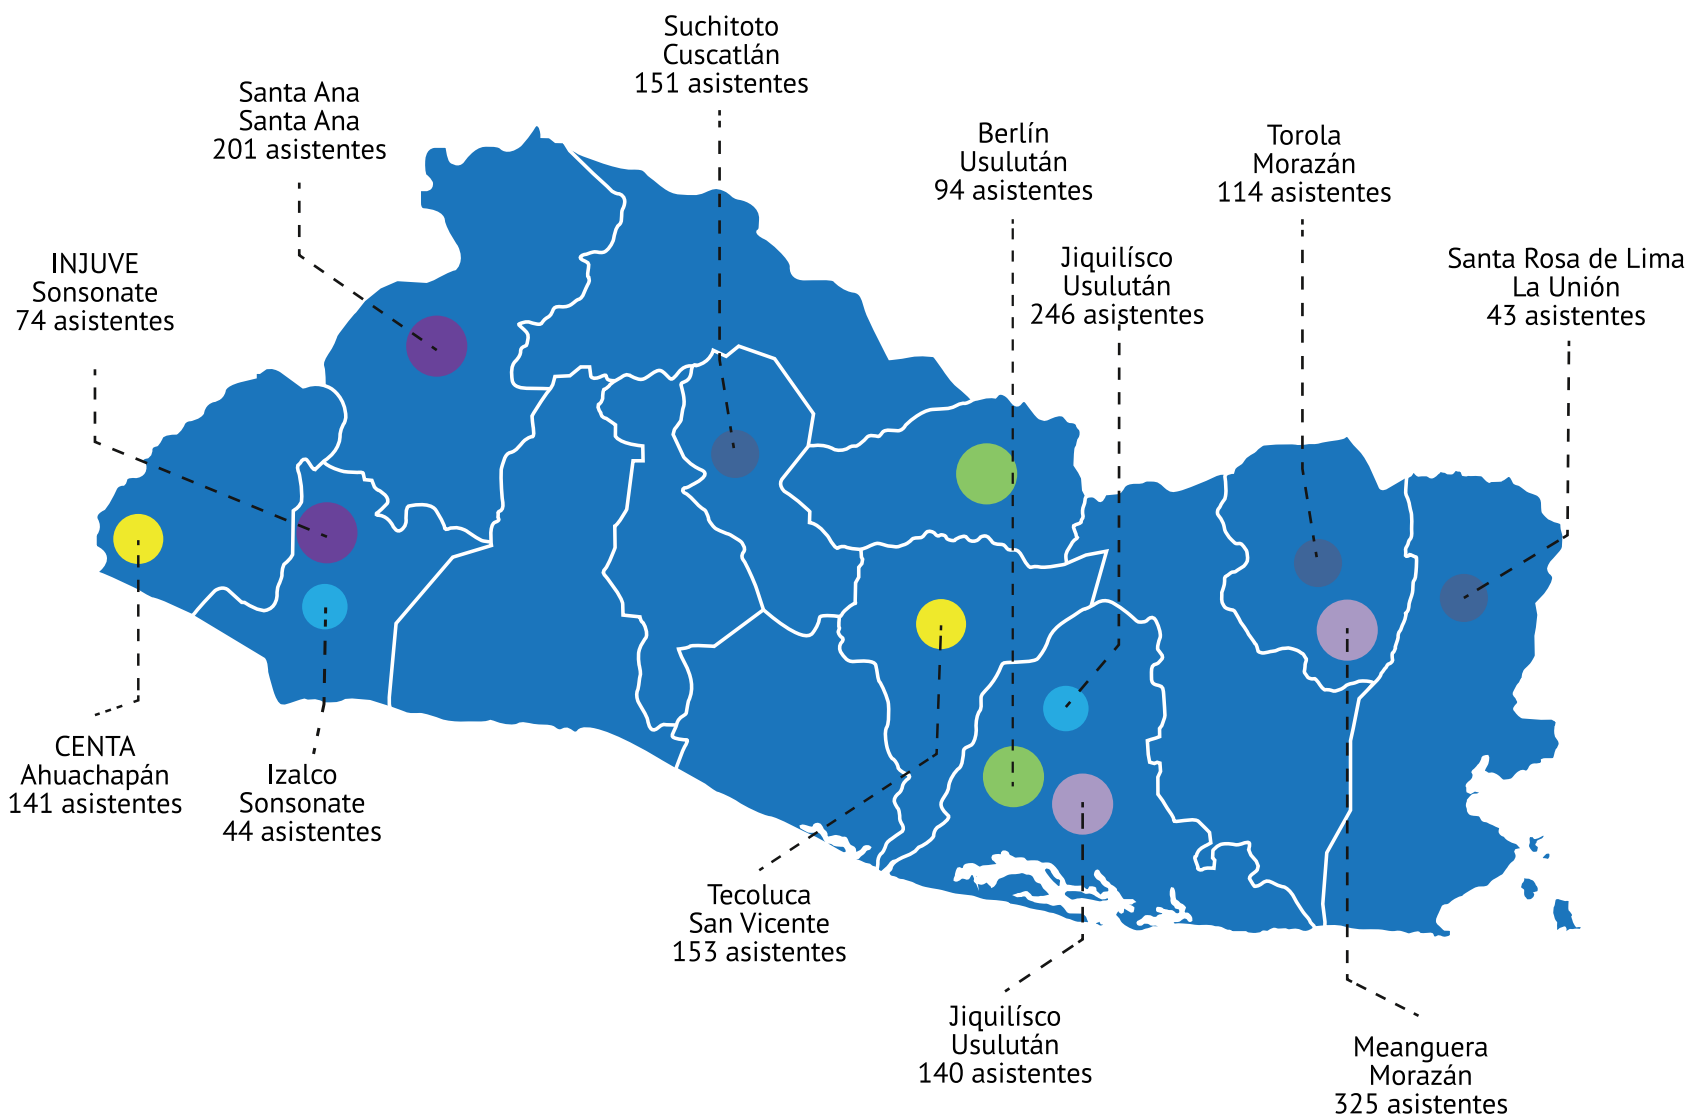 Suchitoto
Cuscatlán
151 asistentes
Santa Ana
Santa Ana
201 asistentes
Berlín
Usulután
94 asistentes
Torola
Morazán
114 asistentes
INJUVE
Sonsonate
74 asistentes
Jiquilísco
Usulután
246 asistentes
Santa Rosa de Lima
La Unión
43 asistentes
CENTA
Ahuachapán
141 asistentes
Izalco
Sonsonate
44 asistentes
Tecoluca
San Vicente
153 asistentes
Jiquilísco
Usulután
140 asistentes
Meanguera
Morazán
325 asistentes